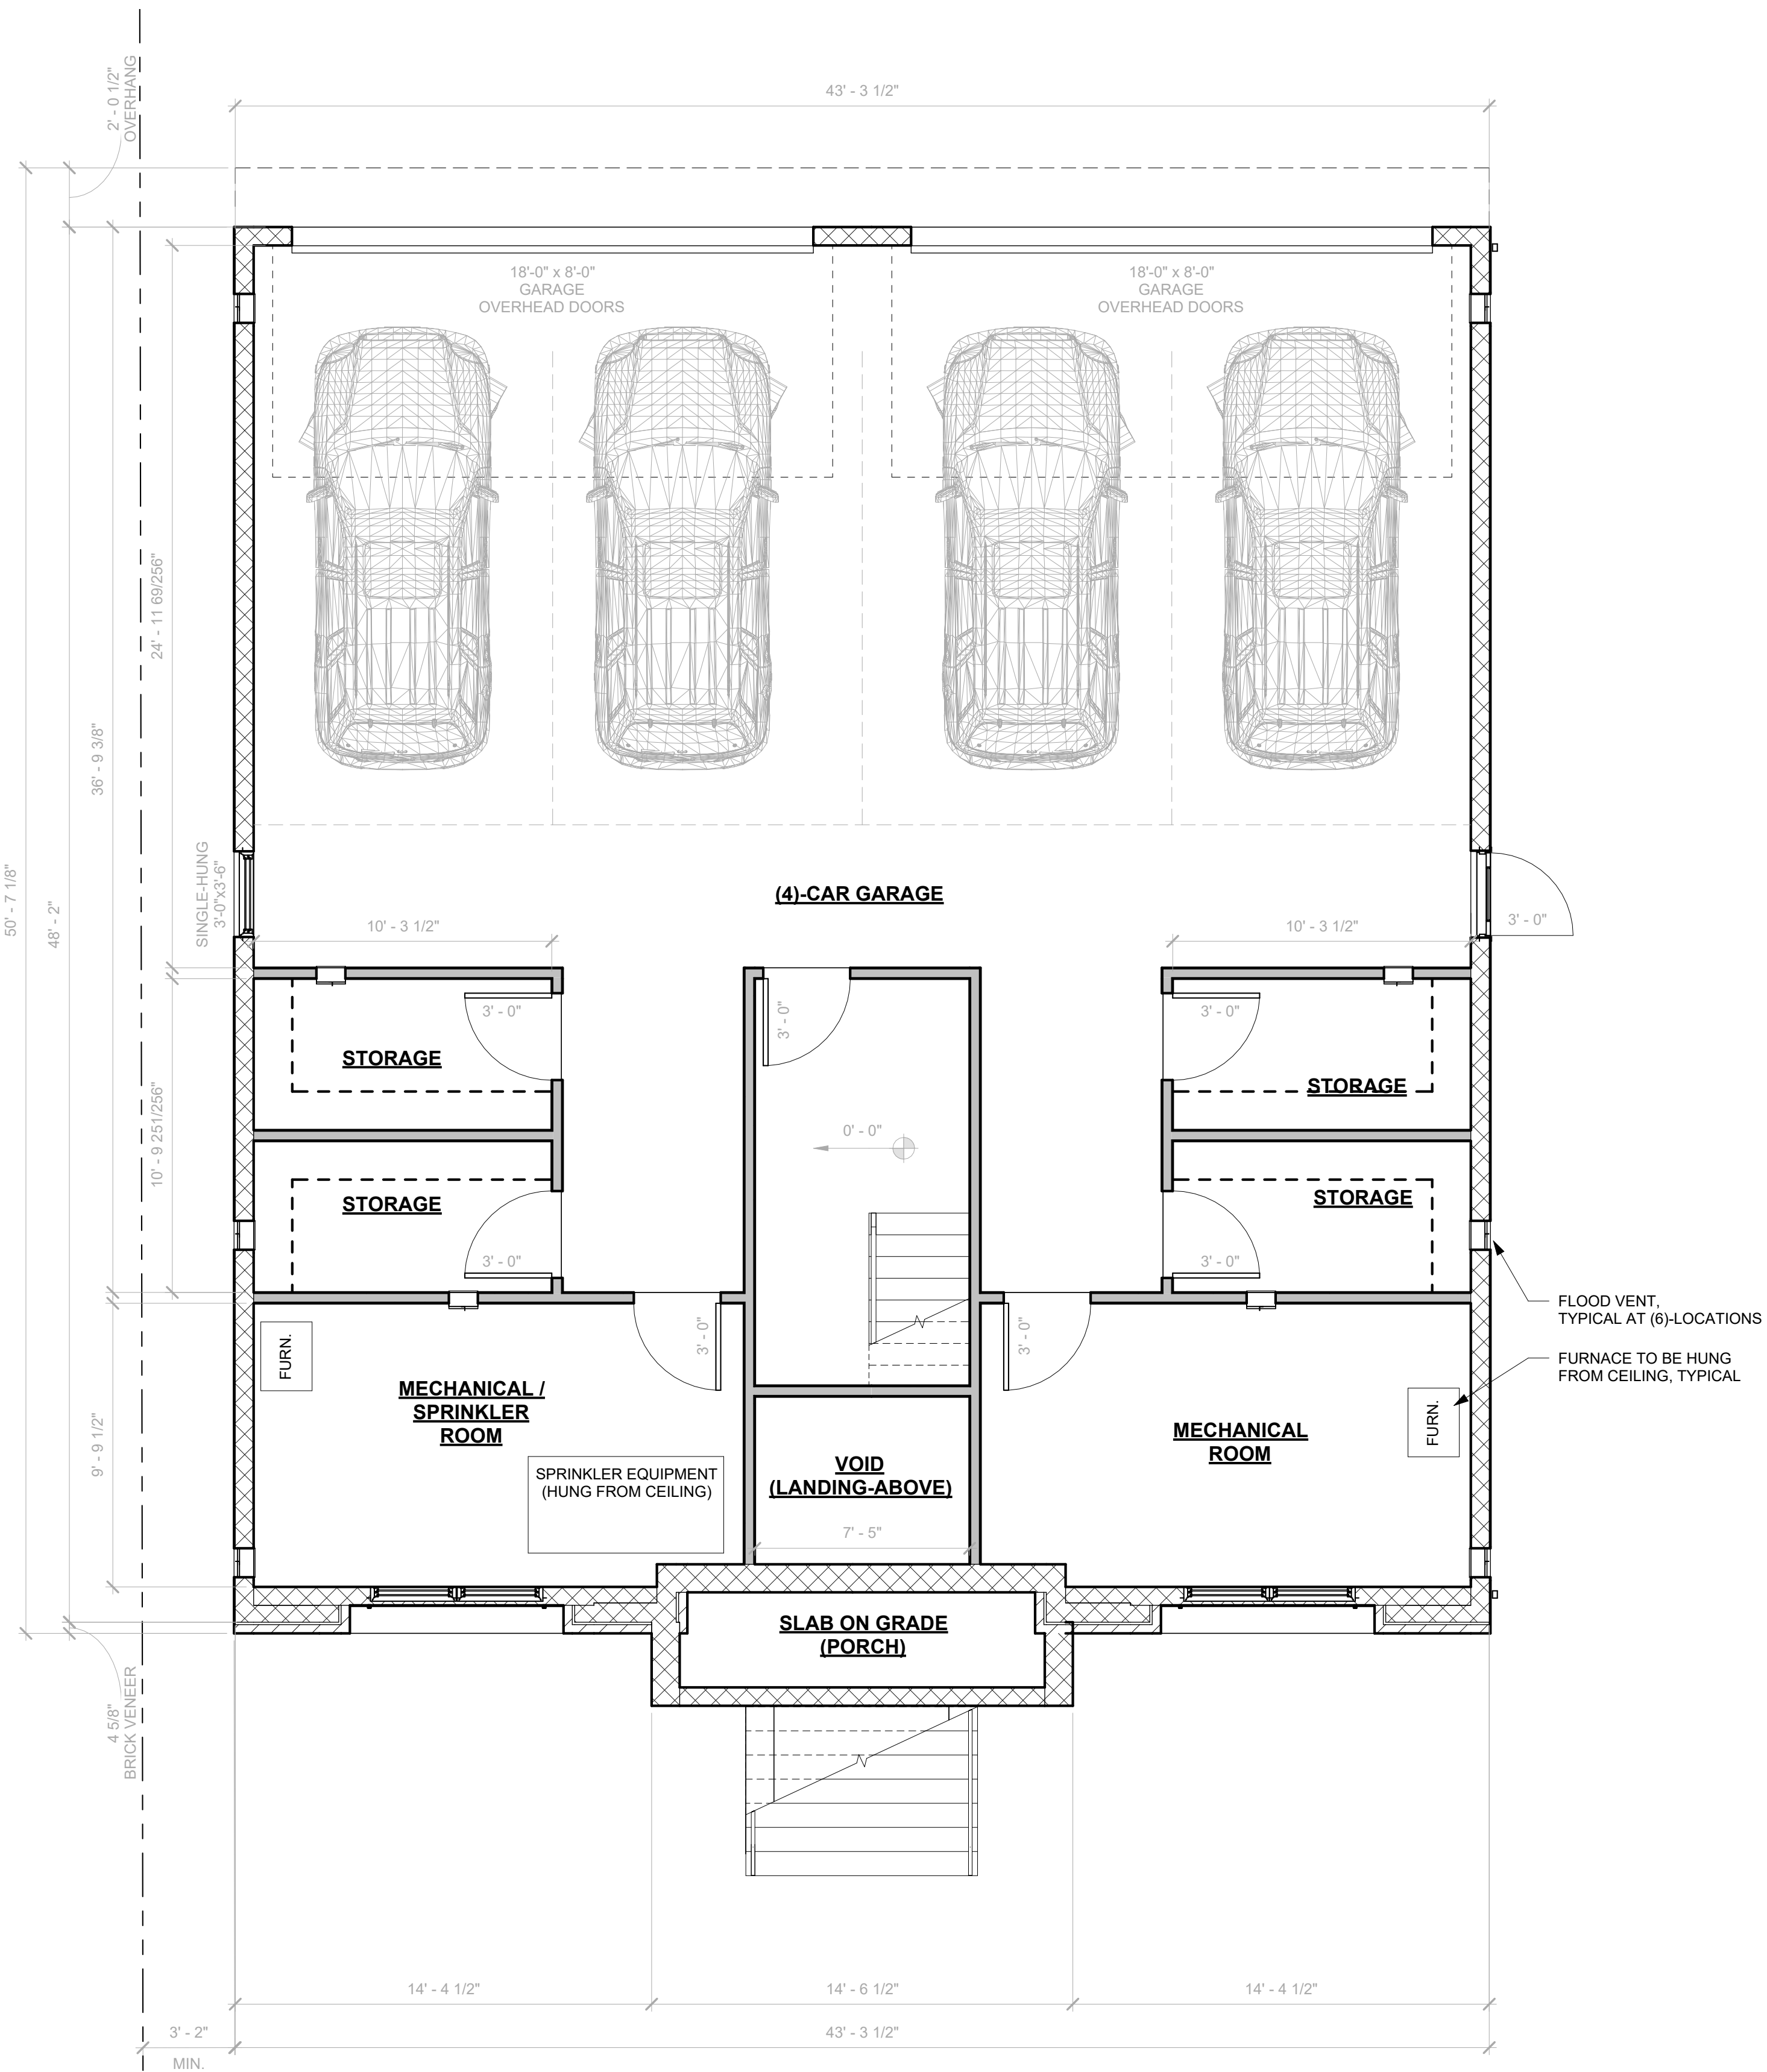 2' - 0 1/2"
OVERHANG
43' - 3 1/2"
18'-0" x 8'-0"
GARAGE
OVERHEAD DOORS
18'-0" x 8'-0"
GARAGE
OVERHEAD DOORS
24' - 11 69/256"
36' - 9 3/8"
50' - 7 1/8"
48' - 2"
SINGLE-HUNG
3'-0"x3'-6"
(4)-CAR GARAGE
10' - 3 1/2"
10' - 3 1/2"
3' - 0"
3' - 0"
3' - 0"
3' - 0"
STORAGE
STORAGE
10' - 9 251/256"
0' - 0"
STORAGE
STORAGE
3' - 0"
3' - 0"
FLOOD VENT,
TYPICAL AT (6)-LOCATIONS
FURN.
3' - 0"
3' - 0"
FURNACE TO BE HUNG
FROM CEILING, TYPICAL
MECHANICAL /
SPRINKLER
ROOM
FURN.
MECHANICAL
ROOM
9' - 9 1/2"
SPRINKLER EQUIPMENT
(HUNG FROM CEILING)
VOID
(LANDING-ABOVE)
7' - 5"
SLAB ON GRADE
(PORCH)
4 5/8"
BRICK VENEER
14' - 4 1/2"
14' - 6 1/2"
14' - 4 1/2"
3' - 2"
MIN.
43' - 3 1/2"